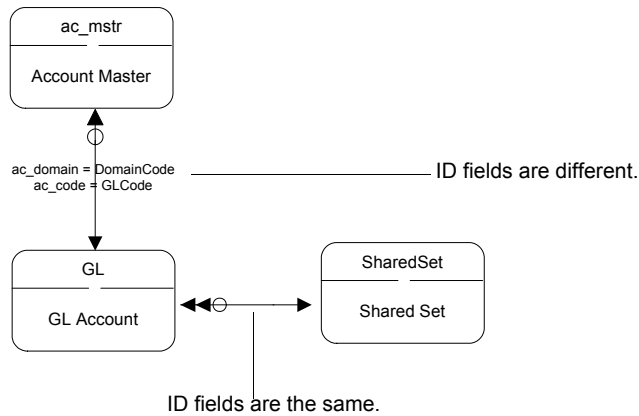 ac_mstr
Account Master
ac_domain = DomainCode
ac_code = GLCode
ID fields are different.
GL
GL Account
SharedSet
Shared Set
ID fields are the same.